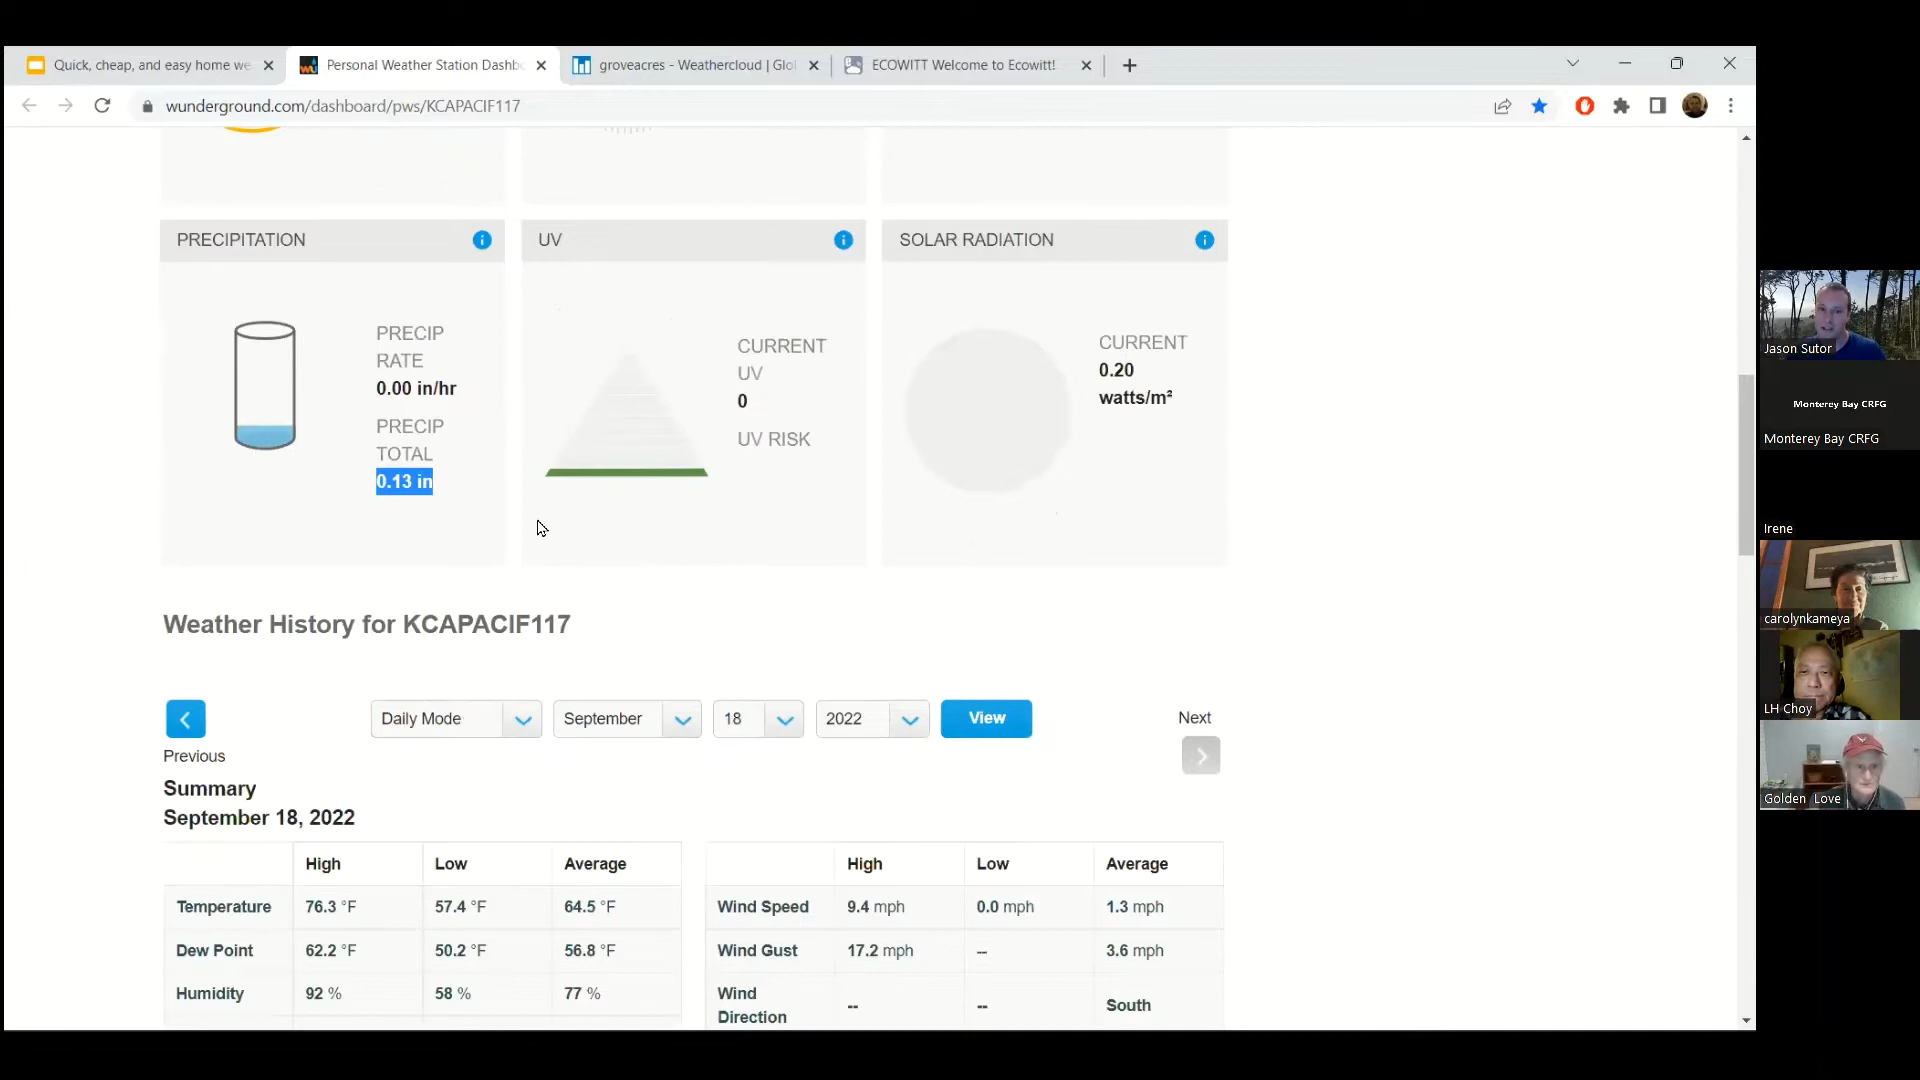 Quick, cheap, and easy home we
Personal Weather Station Dashb
groveacres - Weathercloud | Glo
ECOWITT Welcome to Ecowitt!
wunderground.com/dashboard/pws/KCAPACIF117
PRECIPITATION
UV
SOLAR RADIATION
PRECIP
RATE
0.00 in/hr
PRECIP
TOTAL
0.13 in
CURRENT
UV
0
UV RISK
CURRENT
0.20
watts/m²
Weather History for KCAPACIF117
Daily Mode
September
18
2022
View
Next
Previous
Summary
September 18, 2022
High Low Average
Temperature 76.3 °F 57.4 °F 64.5 °F
Dew Point 62.2 °F 50.2 °F 56.8 °F
Humidity 92 % 58 % 77 %
High Low Average
Wind Speed 9.4 mph 0.0 mph 1.3 mph
Wind Gust 17.2 mph -- 3.6 mph
Wind
Direction -- -- South
Jason Sutor
Monterey Bay CRFG
Monterey Bay CRFG
Irene
carolynkameya
LH Choy
Golden Love